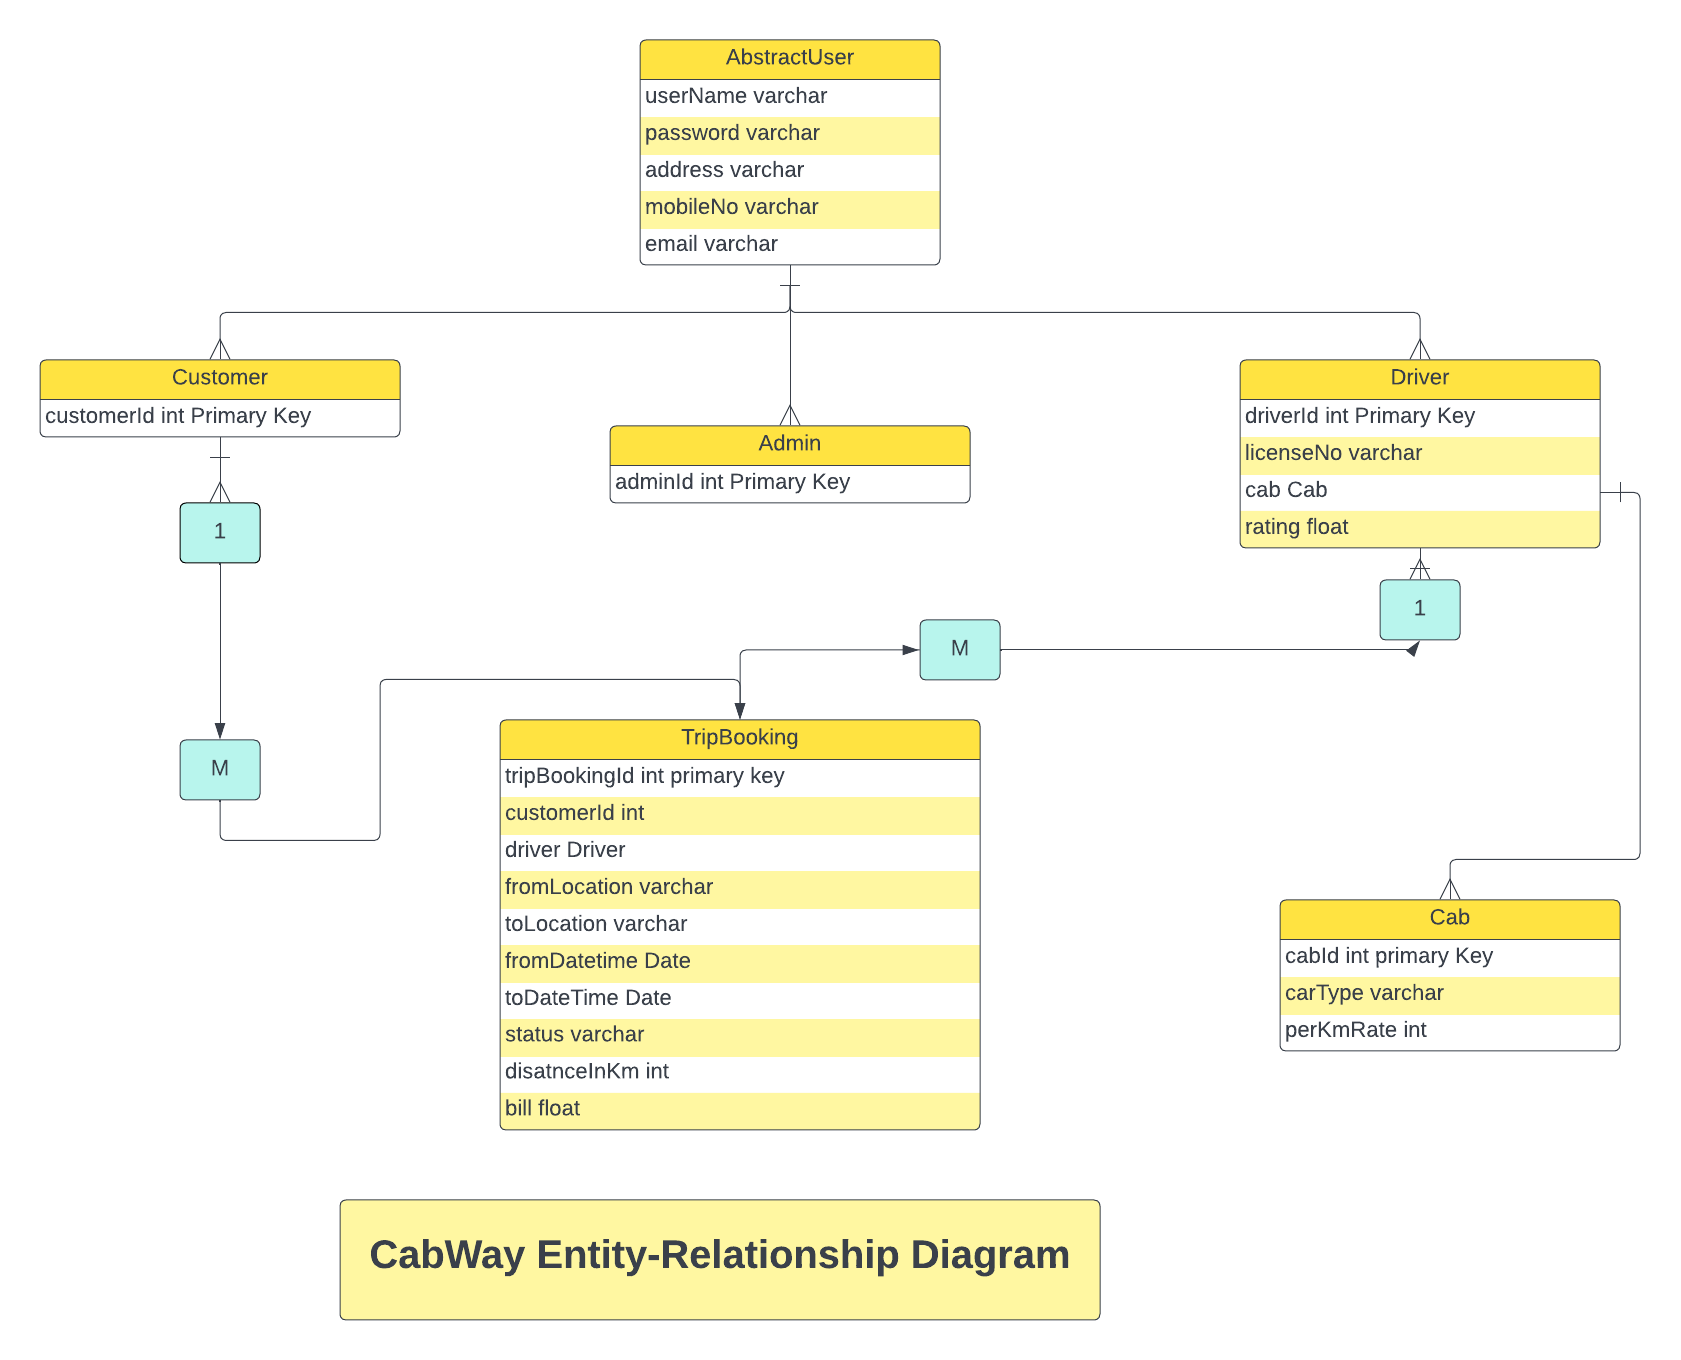 AbstractUser
userName varchar
password varchar
address varchar
mobileNo varchar
email varchar
Customer
customerId int Primary Key
Admin
adminId int Primary Key
Driver
driverId int Primary Key
licenseNo varchar
cab Cab
rating float
1
1
M
M
TripBooking
tripBookingId int primary key
customerId int
driver Driver
fromLocation varchar
toLocation varchar
fromDatetime Date
toDateTime Date
status varchar
disatnceInKm int
bill float
Cab
cabId int primary Key
carType varchar
perKmRate int
CabWay Entity-Relationship Diagram